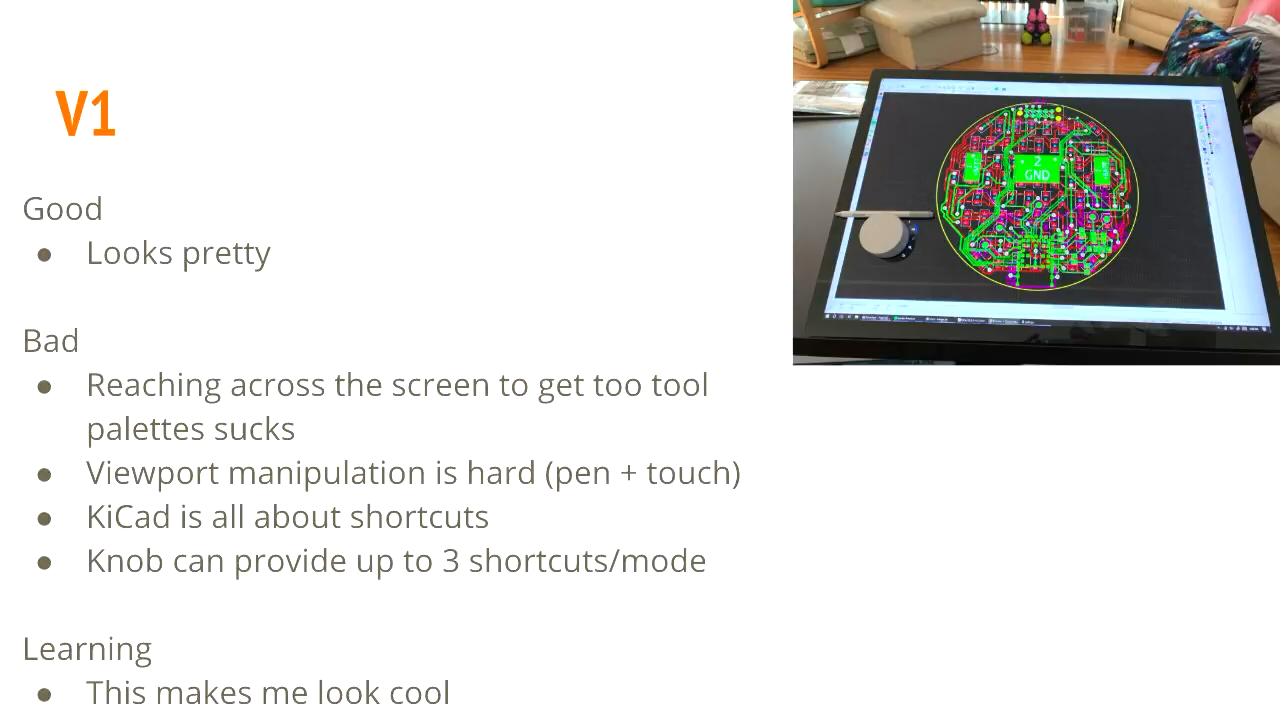 V1
Good
● Looks pretty
Bad
● Reaching across the screen to get too tool
palettes sucks
● Viewport manipulation is hard (pen + touch)
● KiCad is all about shortcuts
● Knob can provide up to 3 shortcuts/mode
Learning
● This makes me look cool
2
GND